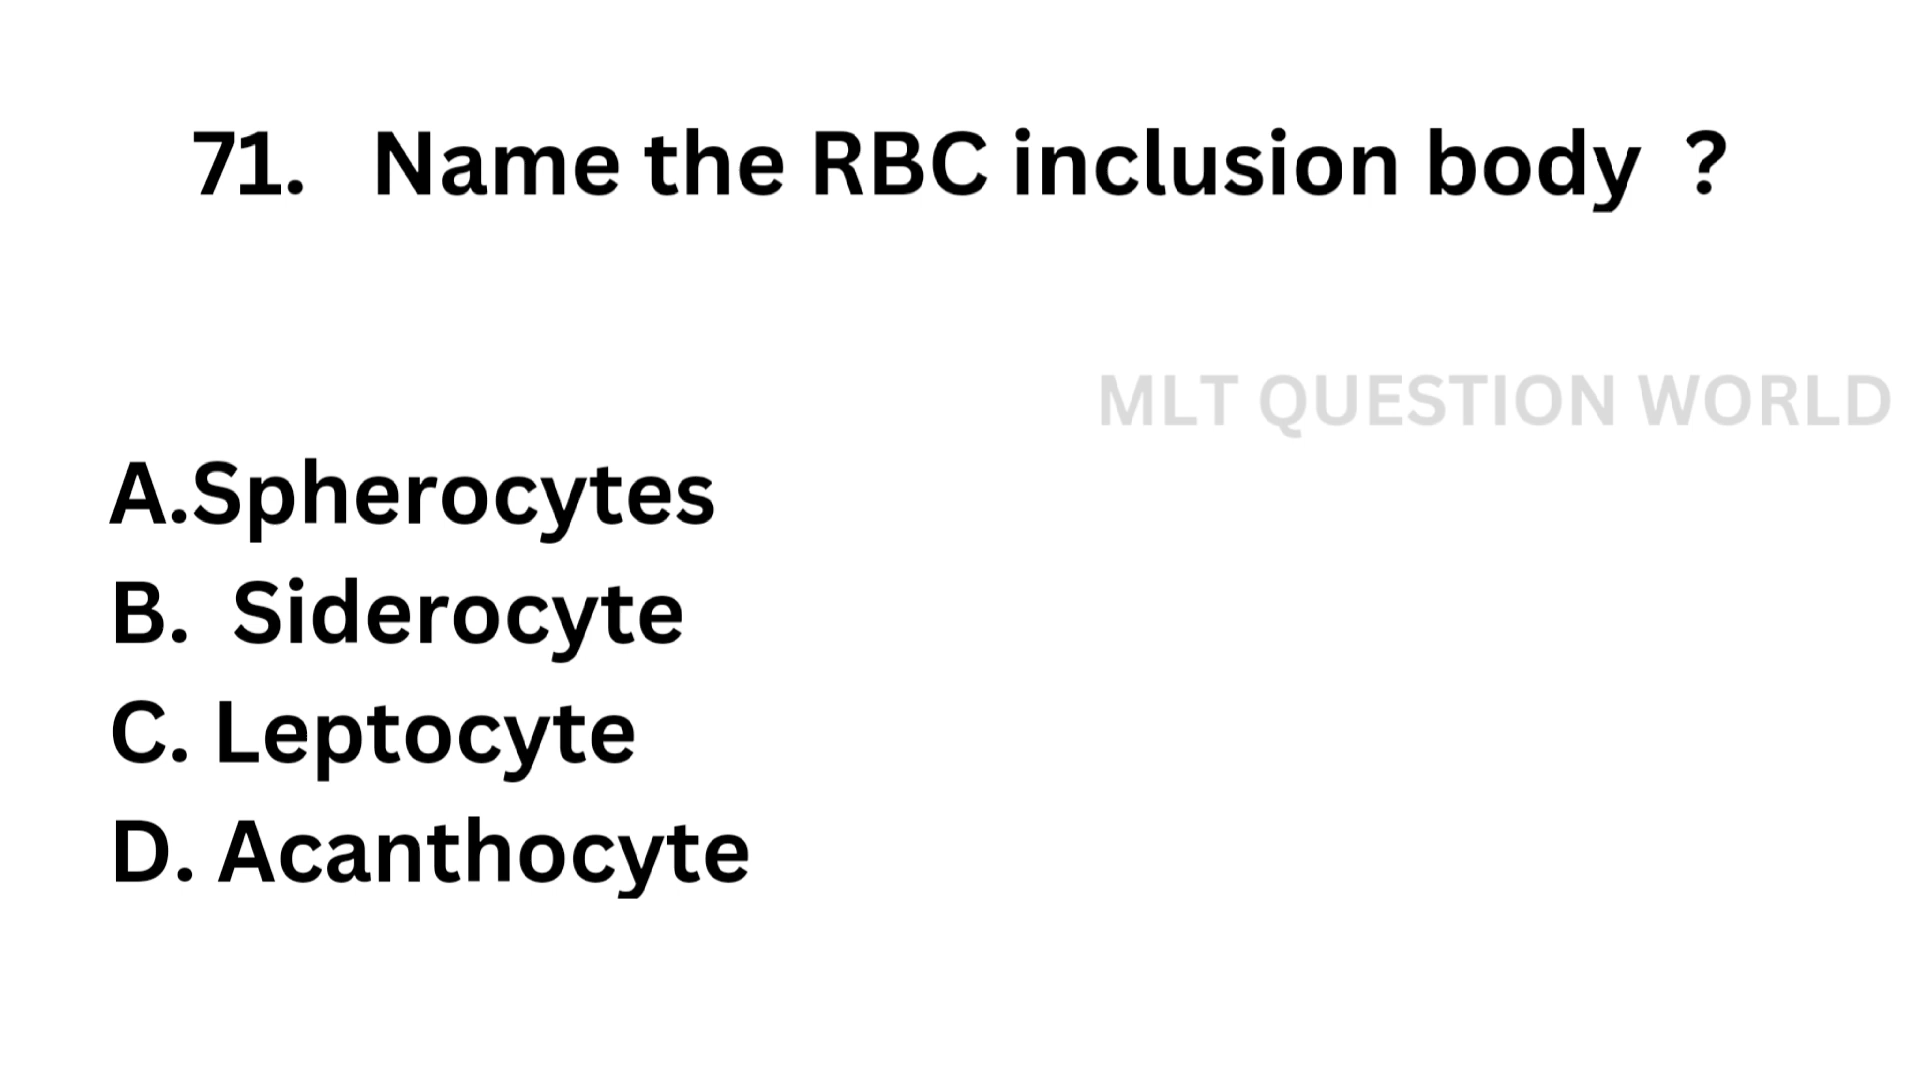 71. Name the RBC inclusion body ?
MLT QUESTION WORLD
A.Spherocytes
B. Siderocyte
C. Leptocyte
D. Acanthocyte